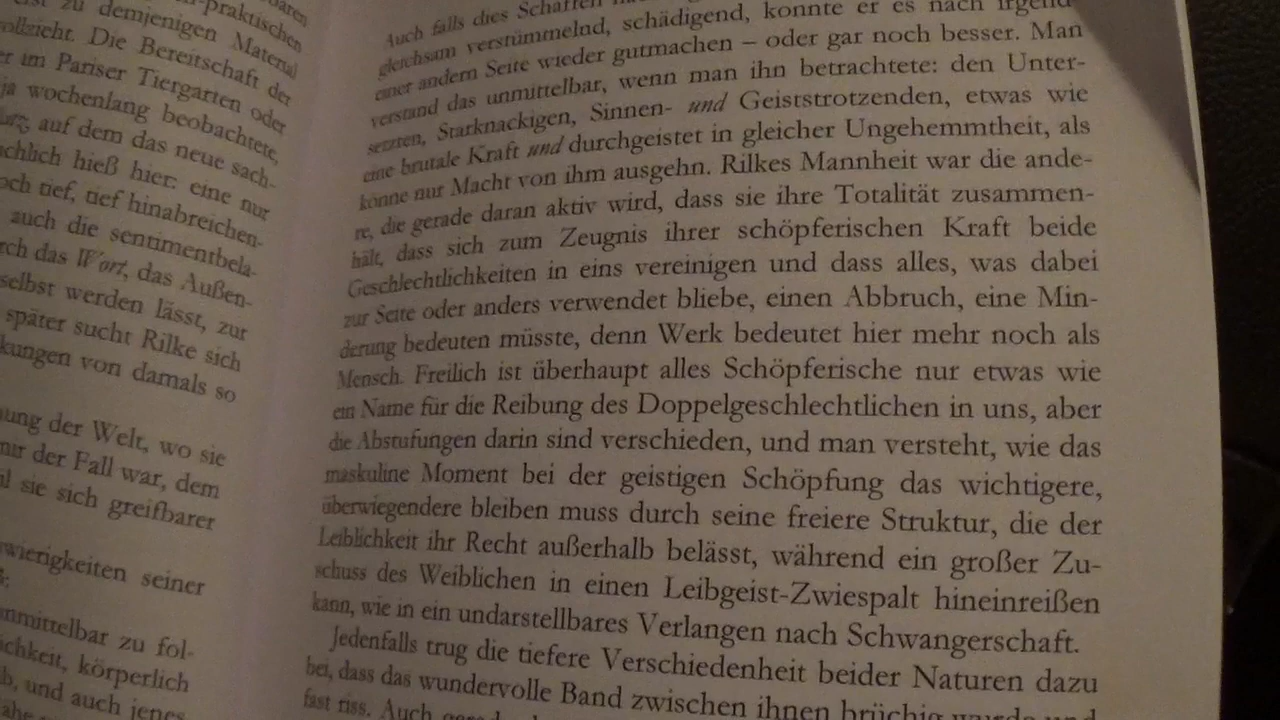 zu demjenigen Material
vollzieht. Die Bereitschaft der
er im Pariser Tiergarten oder
ja wochenlang beobachtete,
auf dem das neue sach-
hieß hier: eine nur
tief, tief hinabreichen-
auch die sentimentbela-
das Wort, das Außen-
selbst werden lässt, zur
später sucht Rilke sich
von damals so
der Welt, wo sie
der Fall war, dem
sie sich greifbarer
seiner
zu fol-
körperlich
und auch jenes
Auch falls dies Schaffen
gleichsam verstümmelnd, schädigend, konnte er es nach irgend
einer andern Seite wieder gutmachen – oder gar noch besser. Man
verstand das unmittelbar, wenn man ihn betrachtete: den Unter-
setzten, Starknackigen, Sinnen- und Geiststrotzenden, etwas wie
eine brutale Kraft und durchgeistet in gleicher Ungehemmtheit, als
könne nur Macht von ihm ausgehn. Rilkes Mannheit war die ande-
re, die gerade daran aktiv wird, dass sie ihre Totalität zusammen-
hält, dass sich zum Zeugnis ihrer schöpferischen Kraft beide
Geschlechtlichkeiten in eins vereinigen und dass alles, was dabei
zur Seite oder anders verwendet bliebe, einen Abbruch, eine Min-
derung bedeuten müsste, denn Werk bedeutet hier mehr noch als
Mensch. Freilich ist überhaupt alles Schöpferische nur etwas wie
ein Name für die Reibung des Doppelgeschlechtlichen in uns, aber
die Abstufungen darin sind verschieden, und man versteht, wie das
maskuline Moment bei der geistigen Schöpfung das wichtigere,
überwiegendere bleiben muss durch seine freiere Struktur, die der
Leiblichkeit ihr Recht außerhalb belässt, während ein großer Zu-
schuss des Weiblichen in einen Leibgeist-Zwiespalt hineinreißen
kann, wie in ein undarstellbares Verlangen nach Schwangerschaft.
Jedenfalls trug die tiefere Verschiedenheit beider Naturen dazu
bei, dass das wundervolle Band zwischen ihnen brüchig wurde und
fast riss. Auch